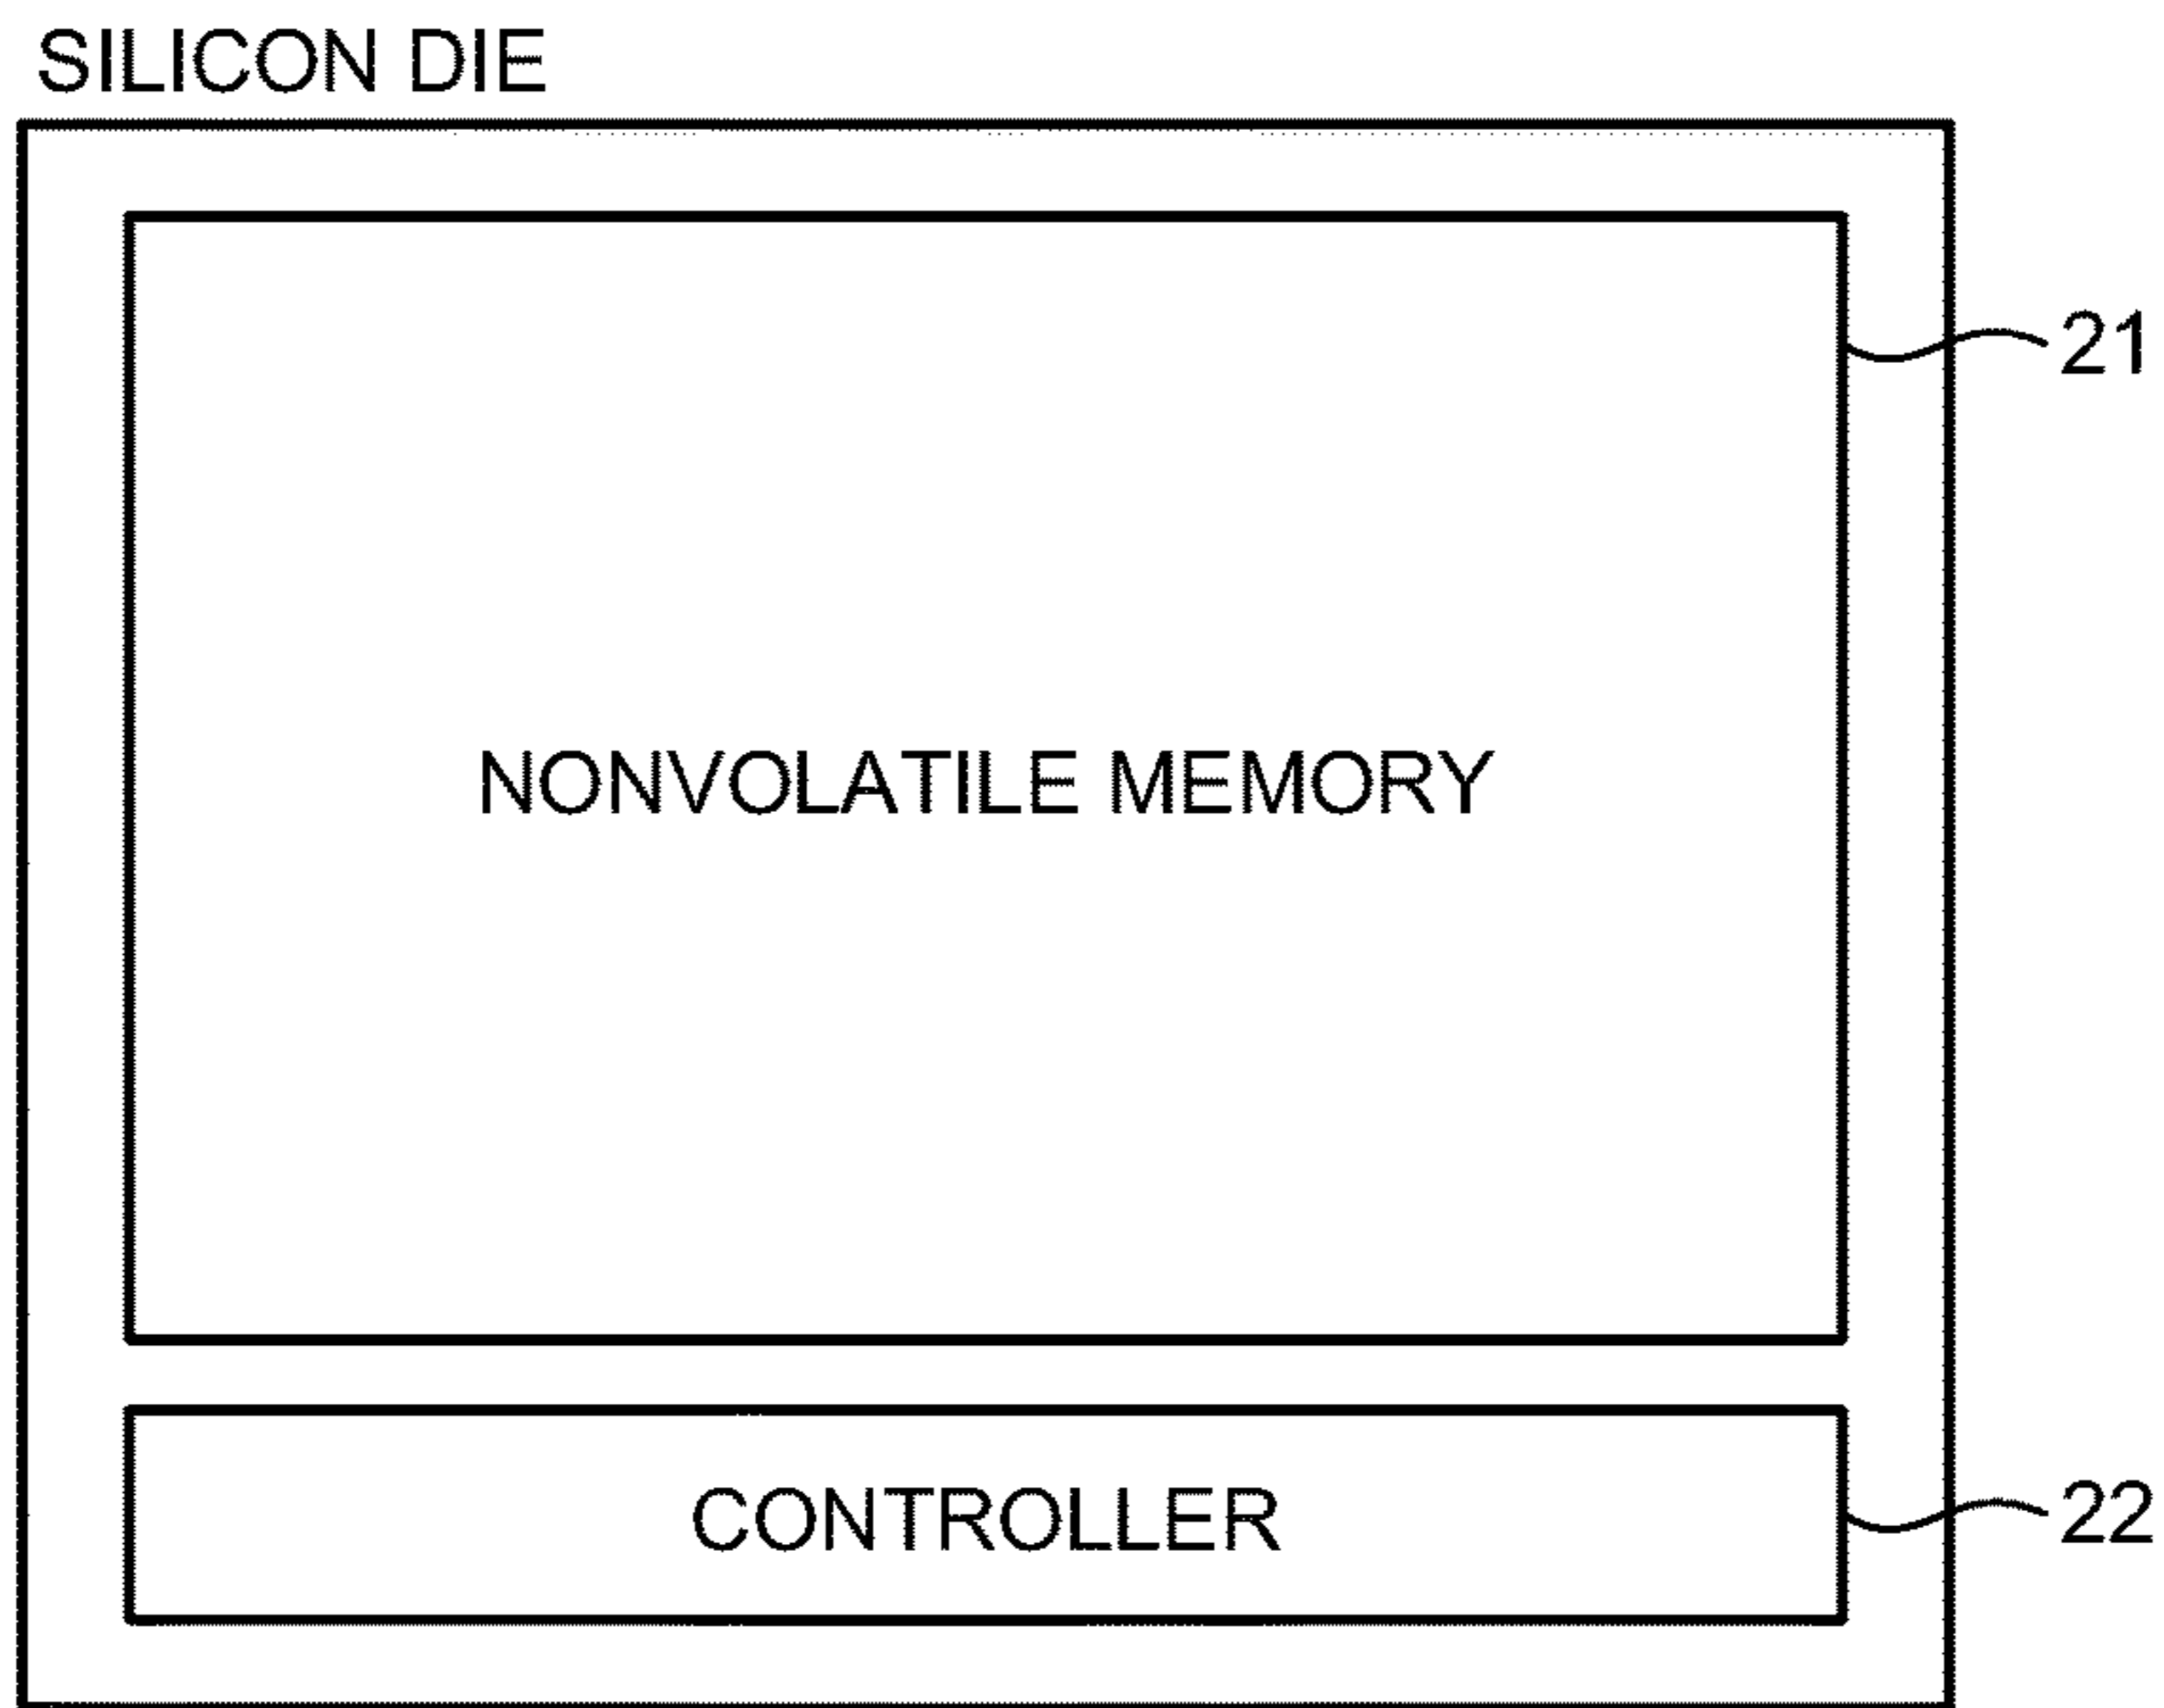 SILICON DIE
21
NONVOLATILE MEMORY
CONTROLLER
22